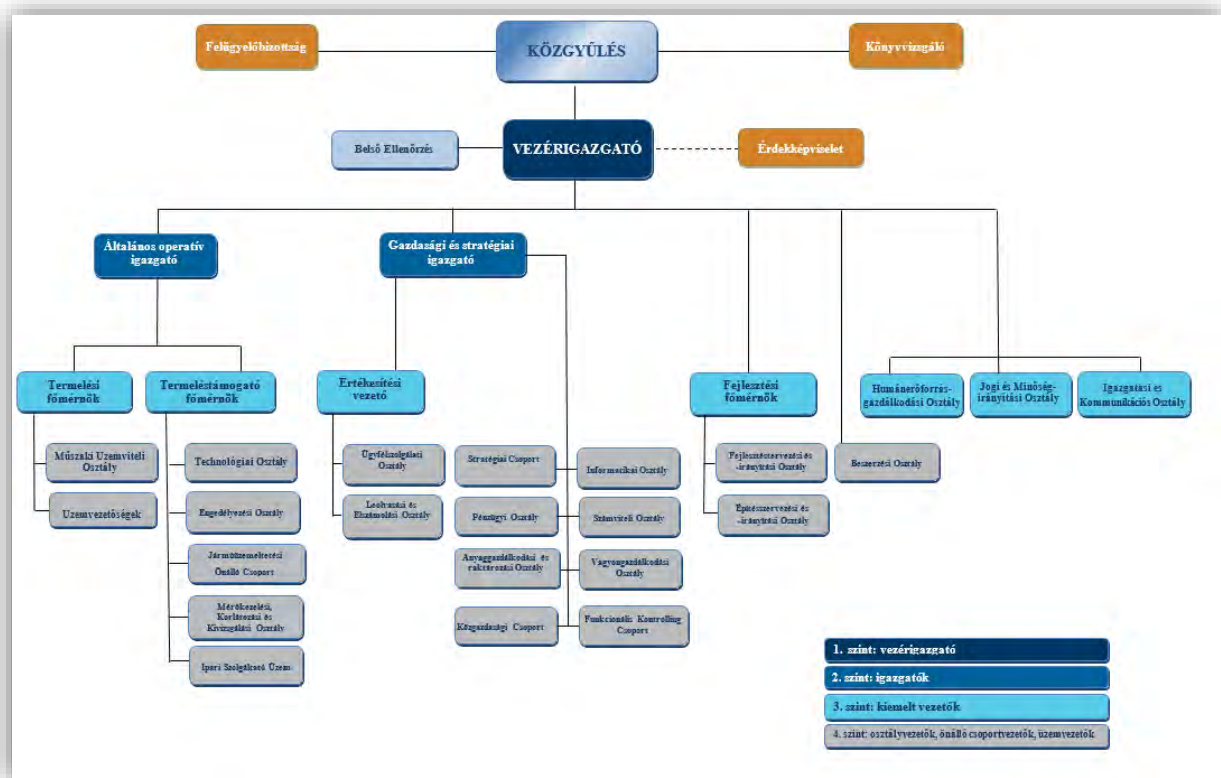 Felügyelőbizottság
KÖZGYŰLÉS
Könyvvizsgáló
Belső Ellenőrzés
VEZÉRIGAZGATÓ
Érdekképviselet
Általános operatív
igazgató
Gazdasági és stratégiai
igazgató
Termelési
főmérnök
Termeléstámogató
főmérnök
Értékesítési
vezető
Fejlesztési
főmérnök
Humánerőforrás-
gazdálkodási Osztály
Jogi és Minőség-
irányítási Osztály
Igazgatási és
Kommunikációs Osztály
Műszaki Üzemviteli
Osztály
Üzemvezetőségek
Technológiai Osztály
Engedélyezési Osztály
Járműüzemeltetési
Önálló Csoport
Mérőkezelési,
Korlátozási és
Kivizsgálási Osztály
Ipari Szolgáltató Üzem
Ügyfélszolgálati
Osztály
Leolvasási és
Elszámolási Osztály
Stratégiai Csoport
Informatikai Osztály
Pénzügyi Osztály
Számviteli Osztály
Anyaggazdálkodási és
raktározási Osztály
Vagyongazdálkodási
Osztály
Közgazdasági Csoport
Funkcionális Kontrolling
Csoport
Fejlesztéstervezési és
-irányítási Osztály
Építésszervezési és
-irányítási Osztály
Beszerzési Osztály
1. szint: vezérigazgató
2. szint: igazgatók
3. szint: kiemelt vezetők
4. szint: osztályvezetők, önálló csoportvezetők, üzemvezetők